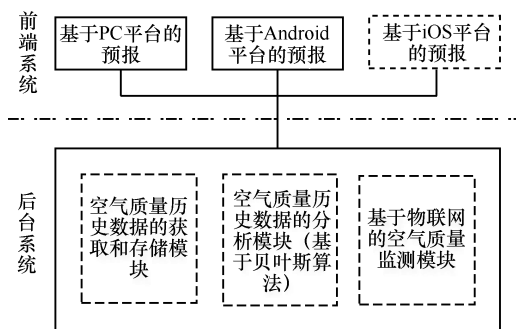 前端系统
基于PC平台的
预报
基于Android
平台的预报
基于iOS平台
的预报
后台系统
空气质量历
史数据的获
取和存储模
块
空气质量历
史数据的分
析模块（基
于贝叶斯算
法）
基于物联网
的空气质量
监测模块